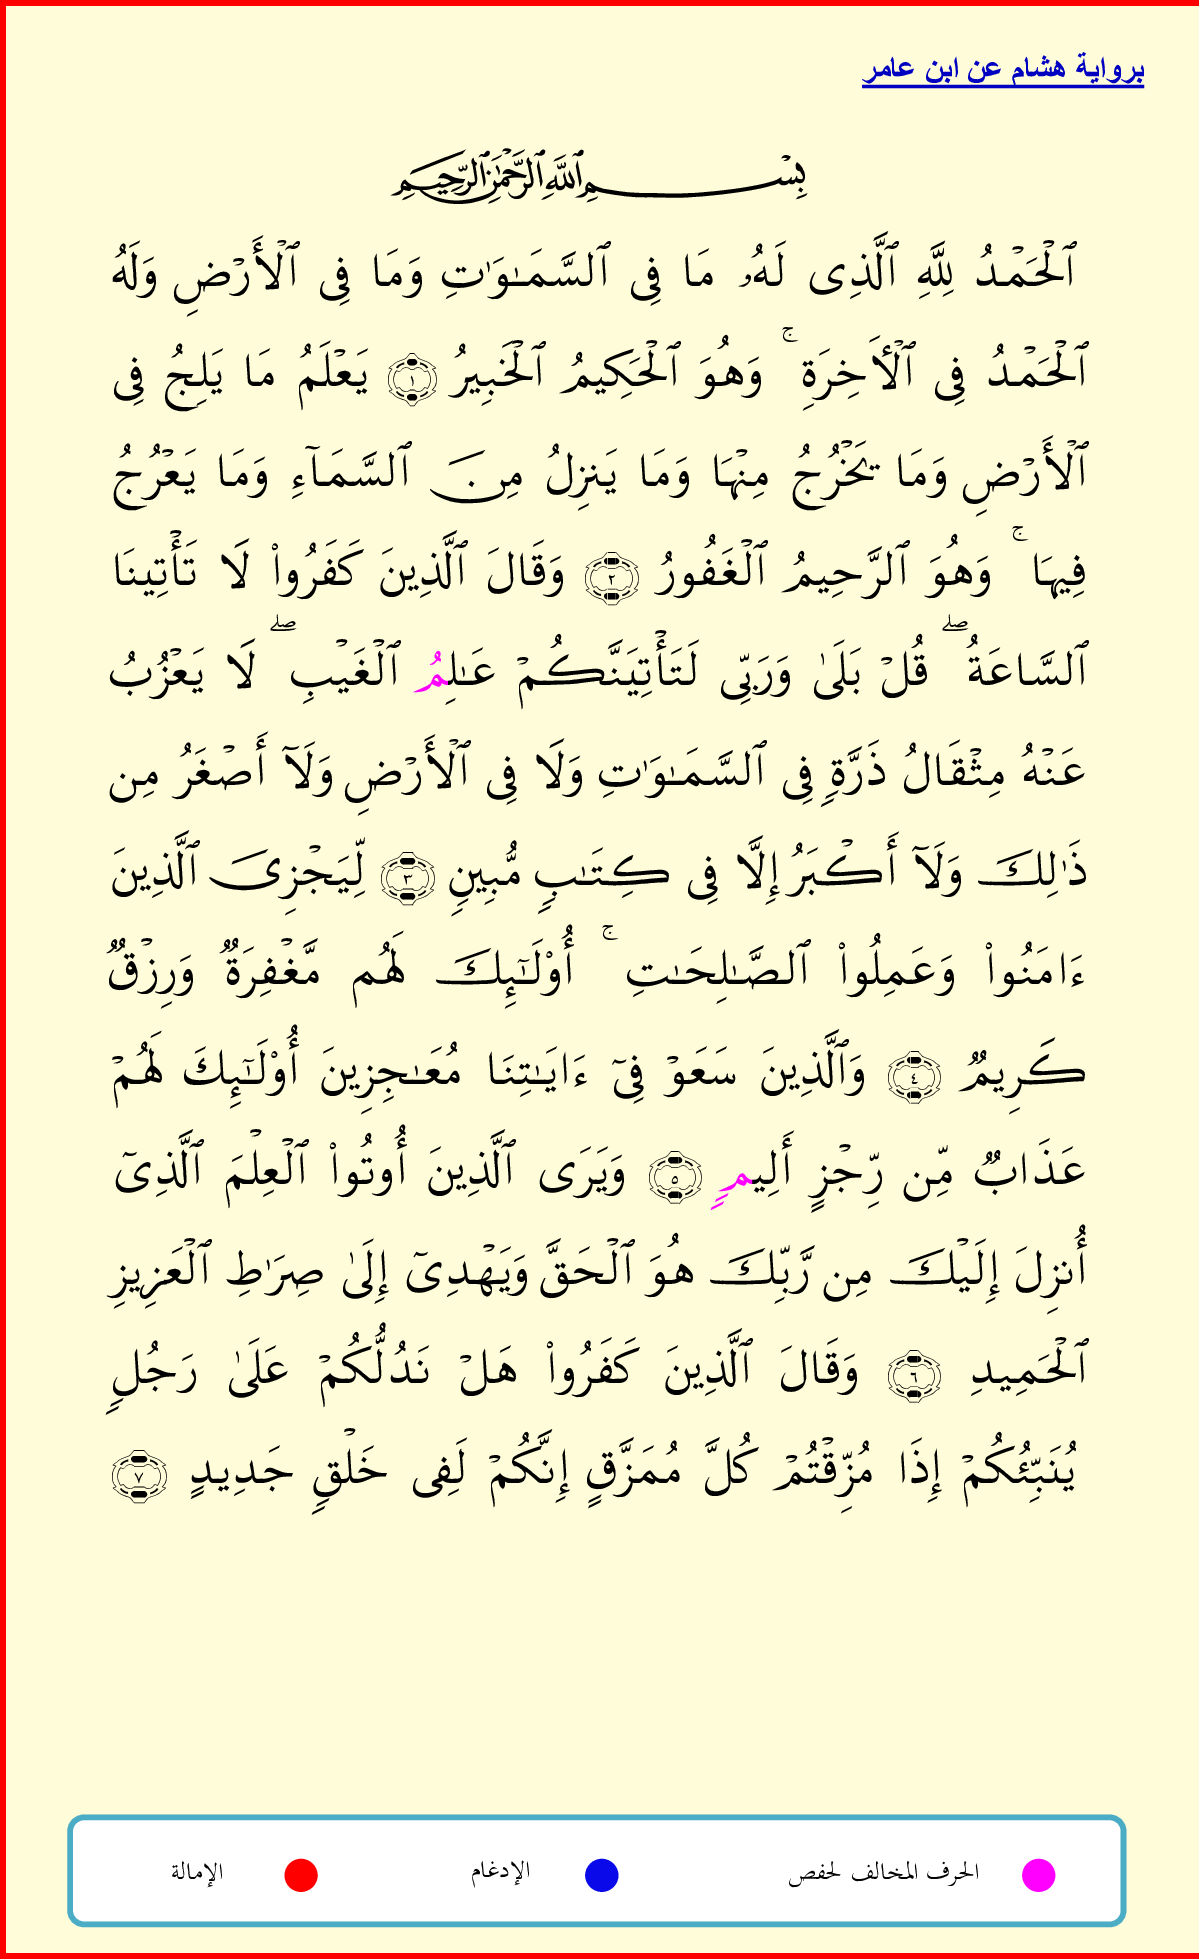 برواية هشام عن ابن عامر
بِسْمِ ٱللَّهِ ٱلرَّحْمَٰنِ ٱلرَّحِيمِ
ٱلْحَمْدُ لِلَّهِ ٱلَّذِى لَهُۥ مَا فِى ٱلسَّمَٰوَٰتِ وَمَا فِى ٱلْأَرْضِ وَلَهُ
ٱلْحَمْدُ فِى ٱلْأَخِرَةِ ۚ وَهُوَ ٱلْحَكِيمُ ٱلْخَبِيرُ ١ يَعْلَمُ مَا يَلِجُ فِى
ٱلْأَرْضِ وَمَا يَخْرُجُ مِنْهَا وَمَا يَنزِلُ مِنَ ٱلسَّمَآءِ وَمَا يَعْرُجُ
فِيهَا ۚ وَهُوَ ٱلرَّحِيمُ ٱلْغَفُورُ ٢ وَقَالَ ٱلَّذِينَ كَفَرُوا۟ لَا تَأْتِينَا
ٱلسَّاعَةُ ۖ قُلْ بَلَىٰ وَرَبِّى لَتَأْتِيَنَّكُمْ عَٰلِمُ ٱلْغَيْبِ ۖ لَا يَعْزُبُ
عَنْهُ مِثْقَالُ ذَرَّةٍ فِى ٱلسَّمَٰوَٰتِ وَلَا فِى ٱلْأَرْضِ وَلَآ أَصْغَرُ مِن
ذَٰلِكَ وَلَآ أَكْبَرُ إِلَّا فِى كِتَٰبٍ مُّبِينٍ ٣ لِّيَجْزِىَ ٱلَّذِينَ
ءَامَنُوا۟ وَعَمِلُوا۟ ٱلصَّٰلِحَٰتِ ۚ أُو۟لَٰٓئِكَ لَهُم مَّغْفِرَةٌ وَرِزْقٌ
كَرِيمٌ ٤ وَٱلَّذِينَ سَعَوْ فِىٓ ءَايَٰتِنَا مُعَٰجِزِينَ أُو۟لَٰٓئِكَ لَهُمْ
عَذَابٌ مِّن رِّجْزٍ أَلِيمٍ ٥ وَيَرَى ٱلَّذِينَ أُوتُوا۟ ٱلْعِلْمَ ٱلَّذِىٓ
أُنزِلَ إِلَيْكَ مِن رَّبِّكَ هُوَ ٱلْحَقَّ وَيَهْدِىٓ إِلَىٰ صِرَٰطِ ٱلْعَزِيزِ
ٱلْحَمِيدِ ٦ وَقَالَ ٱلَّذِينَ كَفَرُوا۟ هَلْ نَدُلُّكُمْ عَلَىٰ رَجُلٍ
يُنَبِّئُكُمْ إِذَا مُزِّقْتُمْ كُلَّ مُمَزَّقٍ إِنَّكُمْ لَفِى خَلْقٍ جَدِيدٍ ٧
الحرف المخالف لحفص الإدغام الإمالة